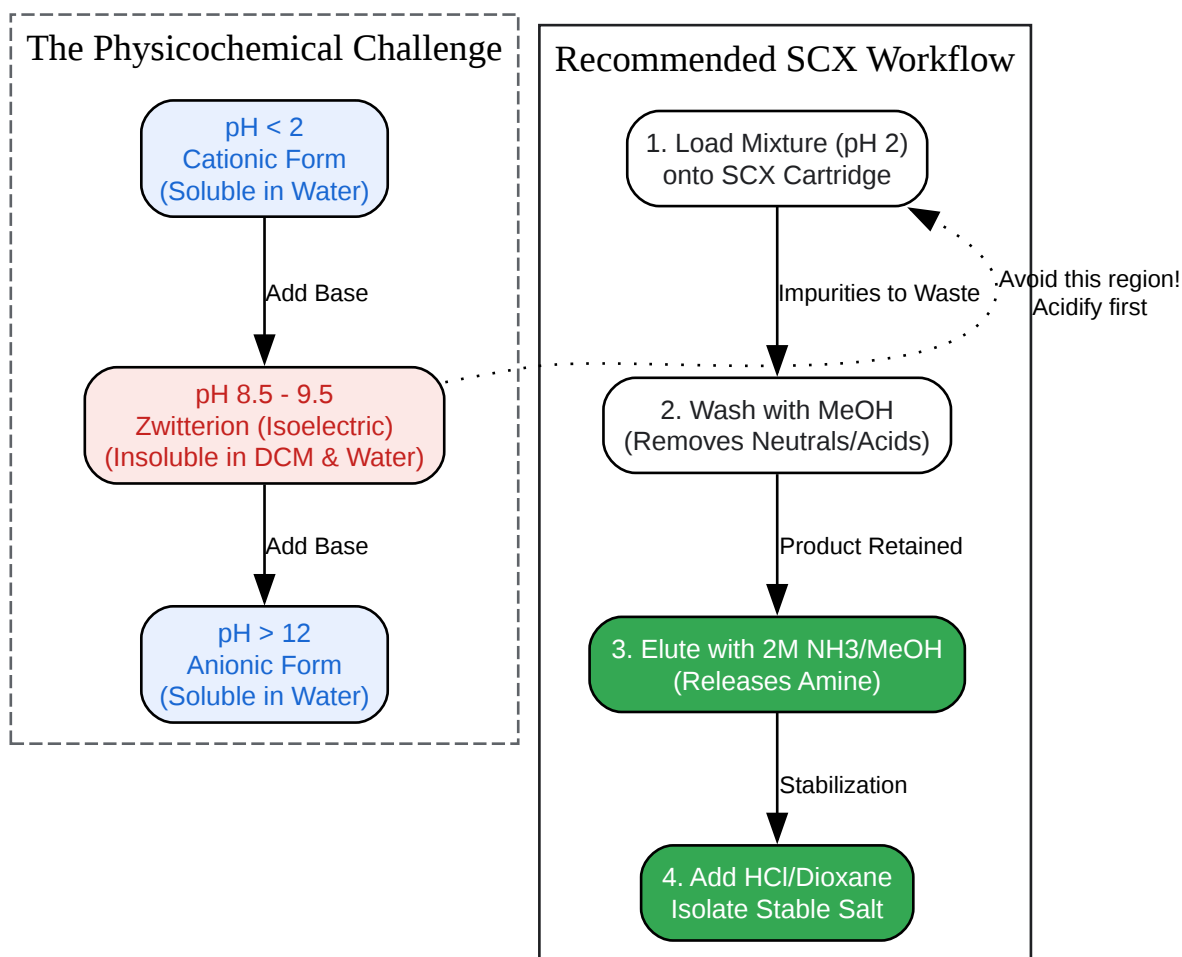 The Physicochemical Challenge
pH < 2
Cationic Form
(Soluble in Water)
Add Base
pH 8.5 - 9.5
Zwitterion (Isoelectric)
(Insoluble in DCM & Water)
Add Base
pH > 12
Anionic Form
(Soluble in Water)
Recommended SCX Workflow
1. Load Mixture (pH 2)
onto SCX Cartridge
Impurities to Waste
Avoid this region!
Acidify first
2. Wash with MeOH
(Removes Neutrals/Acids)
Product Retained
3. Elute with 2M NH3/MeOH
(Releases Amine)
Stabilization
4. Add HCl/Dioxane
Isolate Stable Salt